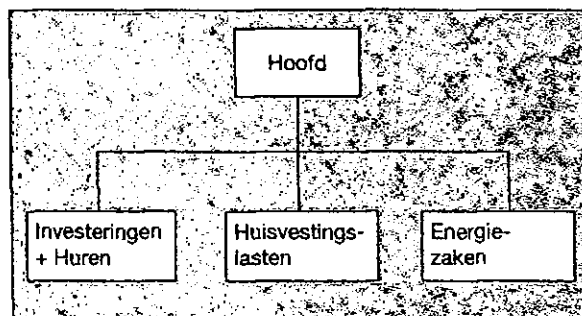 Hoofd
Investeringen
+ Huren
Huisvestings-
lasten
Energie-
zaken